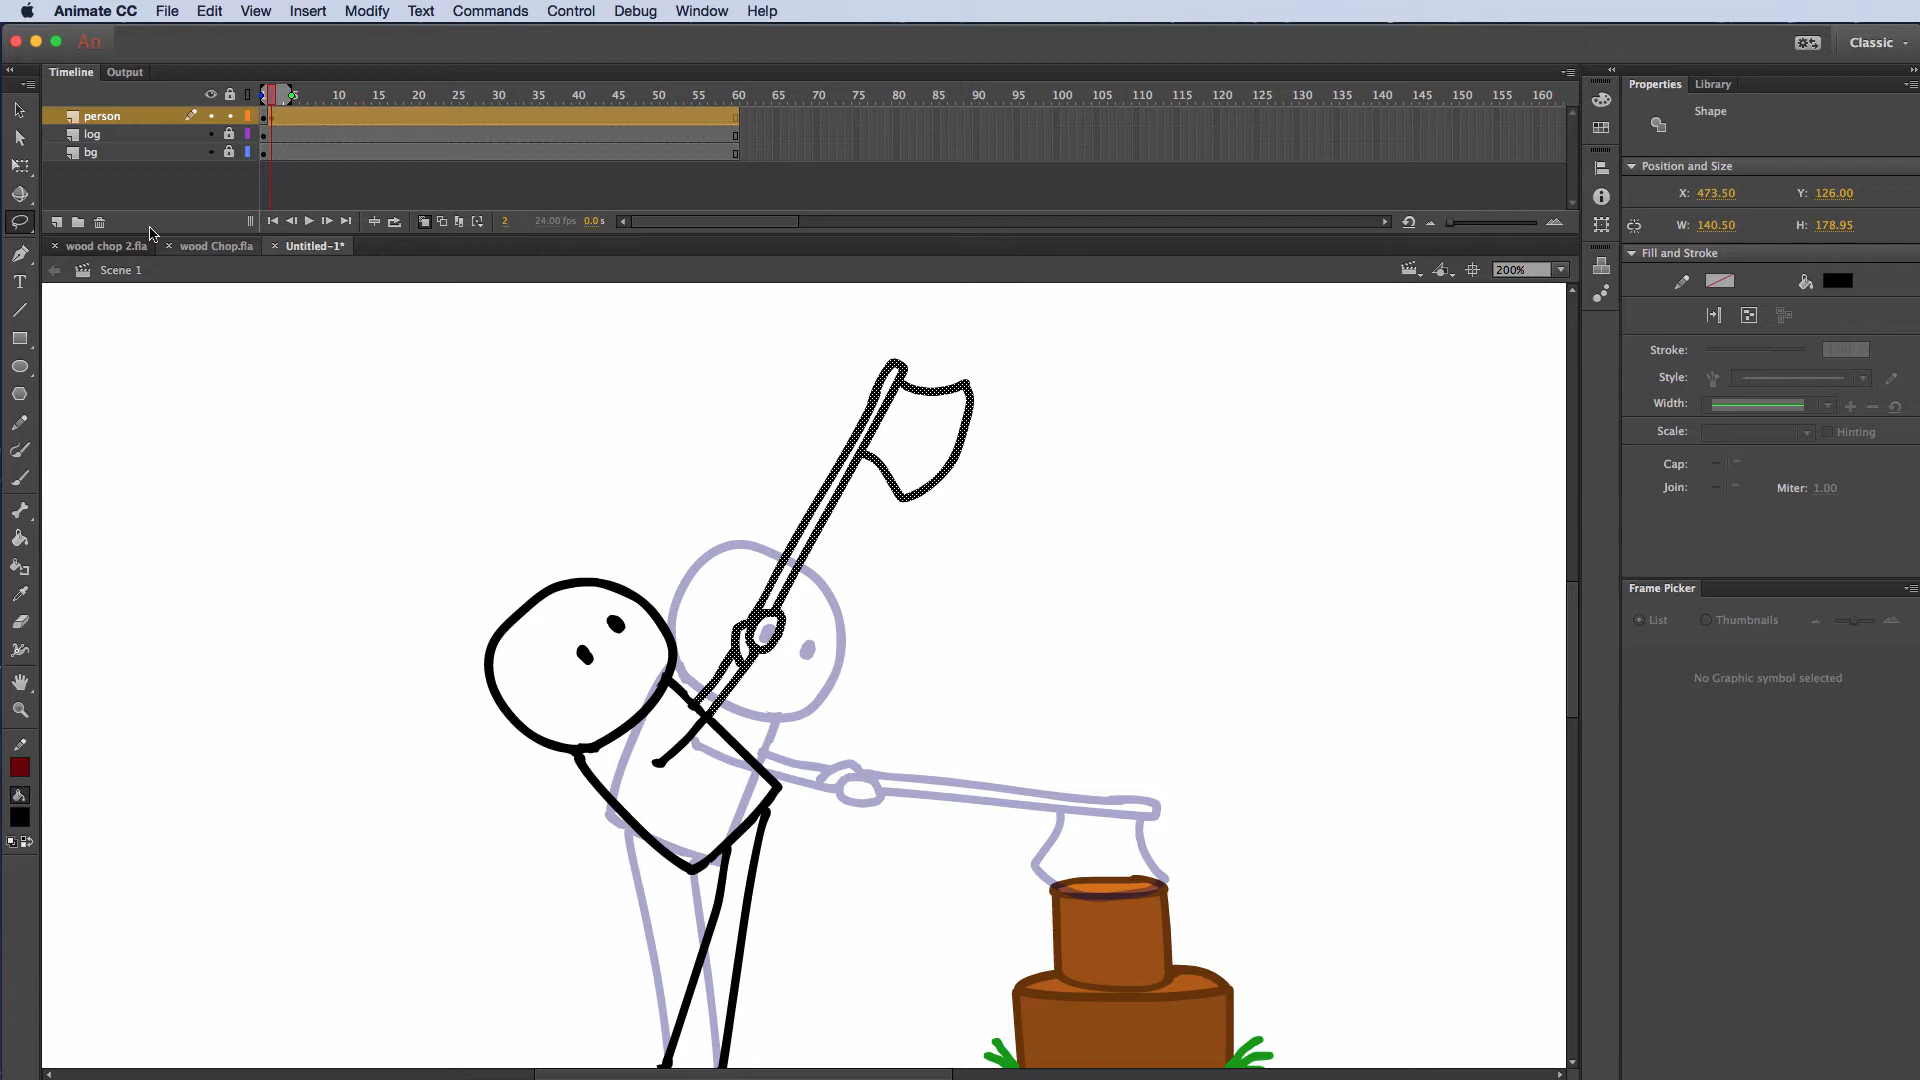 Animate CC File Edit View Insert Modify Text Commands Control Debug Window Help
An Classic
Timeline Output
5 10 15 20 25 30 35 40 45 50 55 60 65 70 75 80 85 90 95 100 105 110 115 120 125 130 135 140 145 150 155 160
person
log
bg
2 24.00 fps 0.0 s
wood chop 2.fla wood Chop.fla Untitled-1*
Scene 1 200%
Properties Library
Shape
Position and Size
X: 473.50 Y: 126.00
W: 140.50 H: 178.95
Fill and Stroke
Stroke:
Style:
Width:
Scale: Hinting
Cap:
Join: Miter: 1.00
Frame Picker
List Thumbnails
No Graphic symbol selected